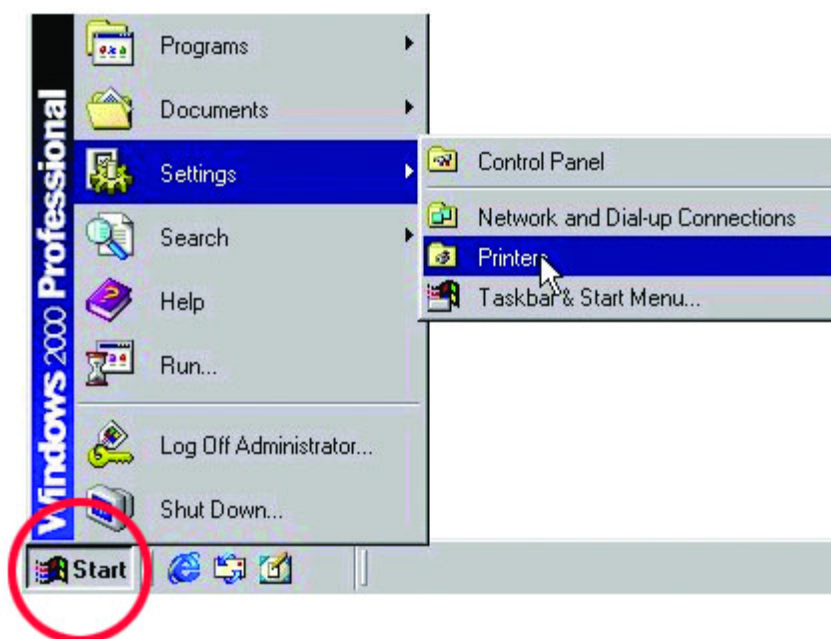 Windows 2000 Professional
Programs
Documents
Settings
Search
Help
Run...
Log Off Administrator...
Shut Down...
Control Panel
Network and Dial-up Connections
Printers
Taskbar & Start Menu...
Start